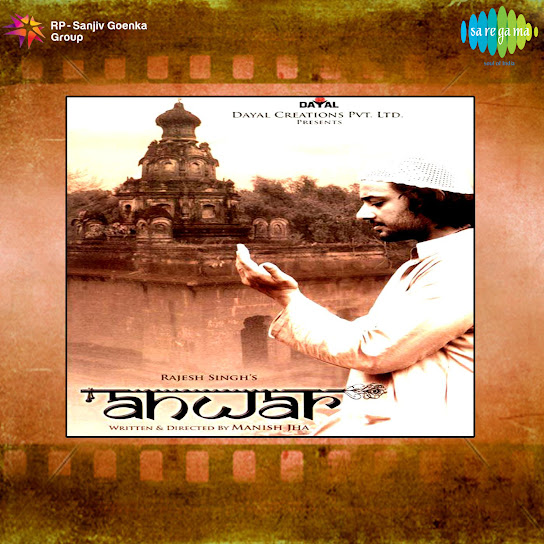 RP - Sanjiv Goenka
Group
sa re ga ma
DAYAL
DAYAL CREATIONS PVT. LTD.
PRESENTS
RAJESH SINGH'S
anwar
WRITTEN & DIRECTED BY MANISH JHA